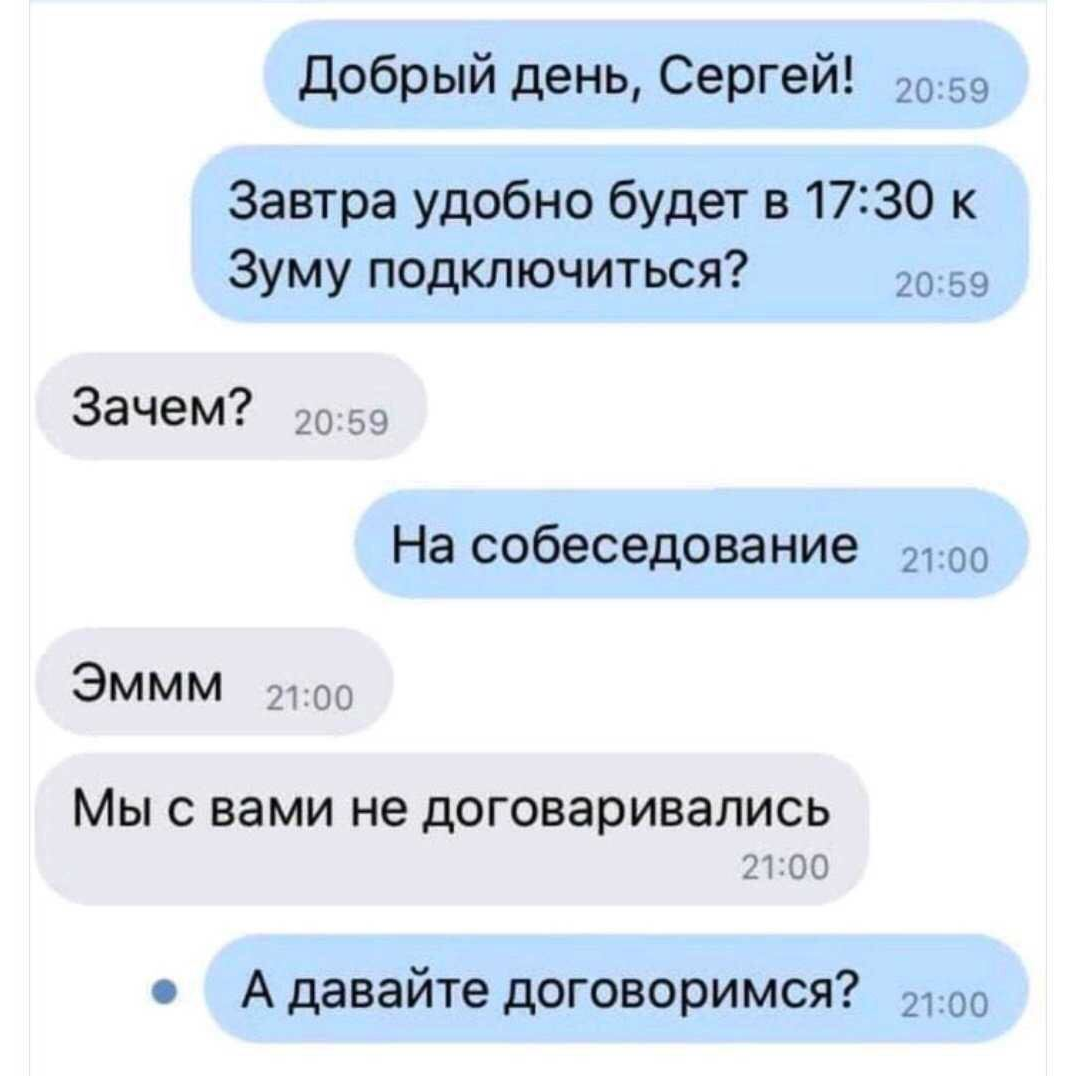 Добрый день, Сергей! 20:59
Завтра удобно будет в 17:30 к
Зуму подключиться? 20:59
Зачем? 20:59
На собеседование 21:00
Эммм 21:00
Мы с вами не договаривались
21:00
А давайте договоримся? 21:00